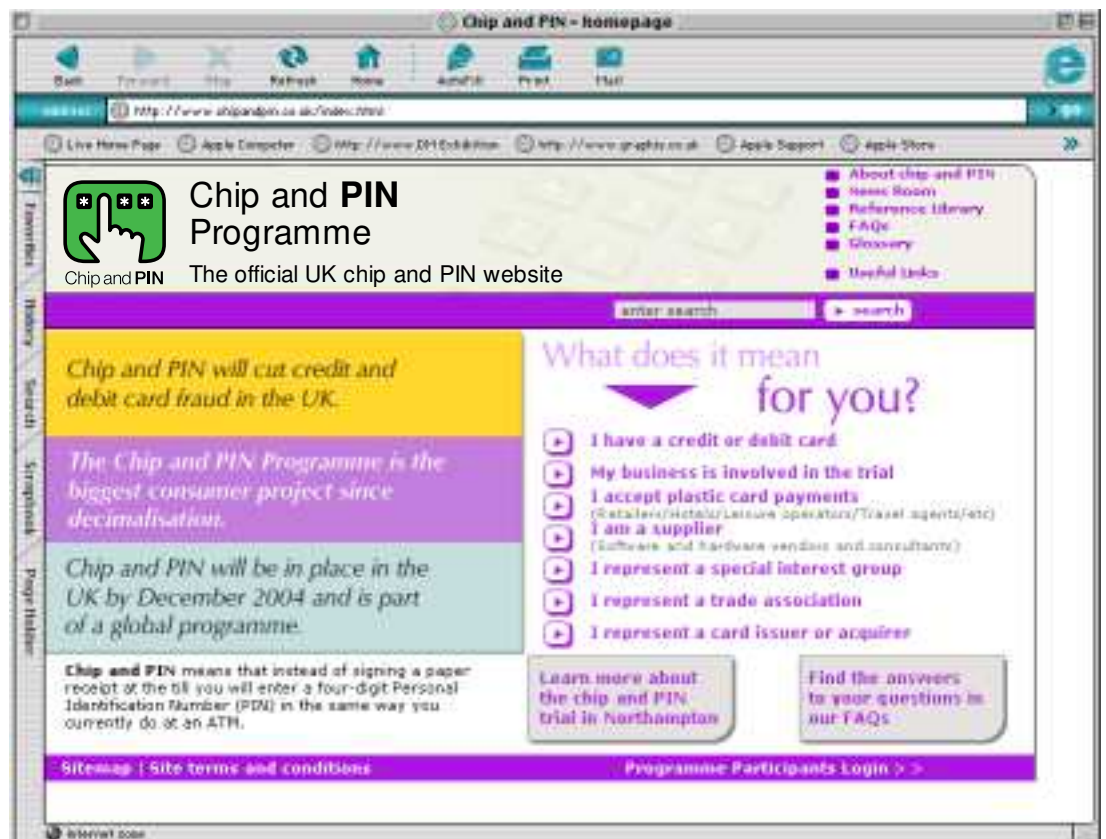 Chip and PIN - homepage
Back Forward Stop Refresh Home AutoFill Print Mail
http://www.chipandpin.co.uk/index.html
Live Home Page Apple Computer http://www.DM Exhibition http://www.graphis.co.uk Apple Support Apple Store
Favorites
History
Search
Scrapbook
Page Holder
Chip and PIN
Programme
The official UK chip and PIN website
Chip and PIN
About chip and PIN
News Room
Reference Library
FAQs
Glossary
Useful Links
enter search
search
Chip and PIN will cut credit and
debit card fraud in the UK.
The Chip and PIN Programme is the
biggest consumer project since
decimalisation.
Chip and PIN will be in place in the
UK by December 2004 and is part
of a global programme.
Chip and PIN means that instead of signing a paper
receipt at the till you will enter a four-digit Personal
Identification Number (PIN) in the same way you
currently do at an ATM.
What does it mean
for you?
I have a credit or debit card
My business is involved in the trial
I accept plastic card payments
(Retailers/Hotels/Leisure operators/Travel agents/etc)
I am a supplier
(Software and hardware vendors and consultants)
I represent a special interest group
I represent a trade association
I represent a card issuer or acquirer
Learn more about
the chip and PIN
trial in Northampton
Find the answers
to your questions in
our FAQs
Sitemap | Site terms and conditions
Programme Participants Login > >
Internet zone